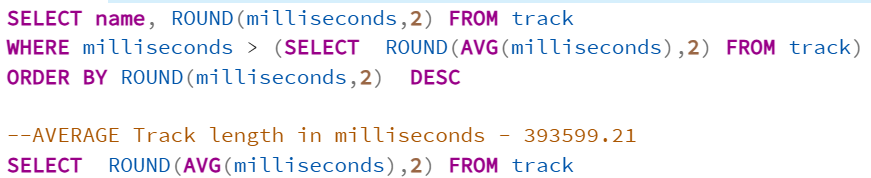 SELECT name, ROUND(milliseconds,2) FROM track
WHERE milliseconds > (SELECT  ROUND(AVG(milliseconds),2) FROM track)
ORDER BY ROUND(milliseconds,2)  DESC
--AVERAGE Track length in milliseconds - 393599.21
SELECT  ROUND(AVG(milliseconds),2) FROM track